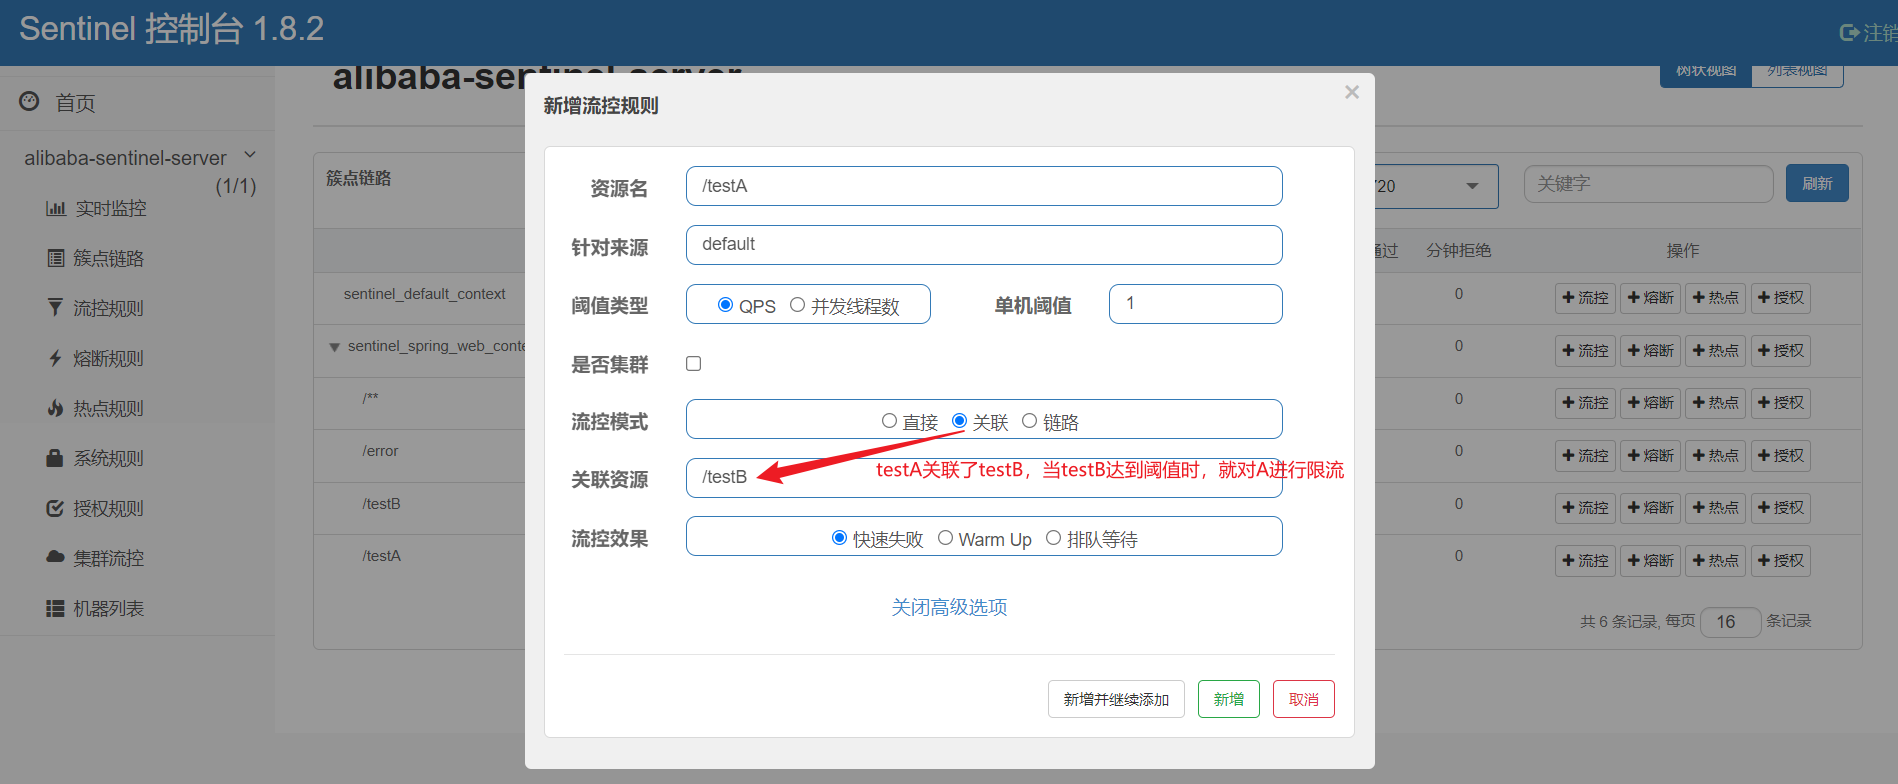 Sentinel 控制台 1.8.2
注销
alibaba-sentinel-server
树状视图
列表视图
首页
alibaba-sentinel-server
(1/1)
实时监控
簇点链路
流控规则
熔断规则
热点规则
系统规则
授权规则
集群流控
机器列表
簇点链路
720
关键字
刷新
通过 分钟拒绝 操作
sentinel_default_context
0 流控 熔断 热点 授权
sentinel_spring_web_conte
0 流控 熔断 热点 授权
/**
0 流控 熔断 热点 授权
/error
0 流控 熔断 热点 授权
/testB
0 流控 熔断 热点 授权
/testA
0 流控 熔断 热点 授权
共 6 条记录, 每页 16 条记录
新增流控规则
×
资源名 /testA
针对来源 default
阈值类型 QPS 并发线程数 单机阈值 1
是否集群
流控模式 直接 关联 链路
关联资源 /testB
testA关联了testB，当testB达到阈值时，就对A进行限流
流控效果 快速失败 Warm Up 排队等待
关闭高级选项
新增并继续添加 新增 取消